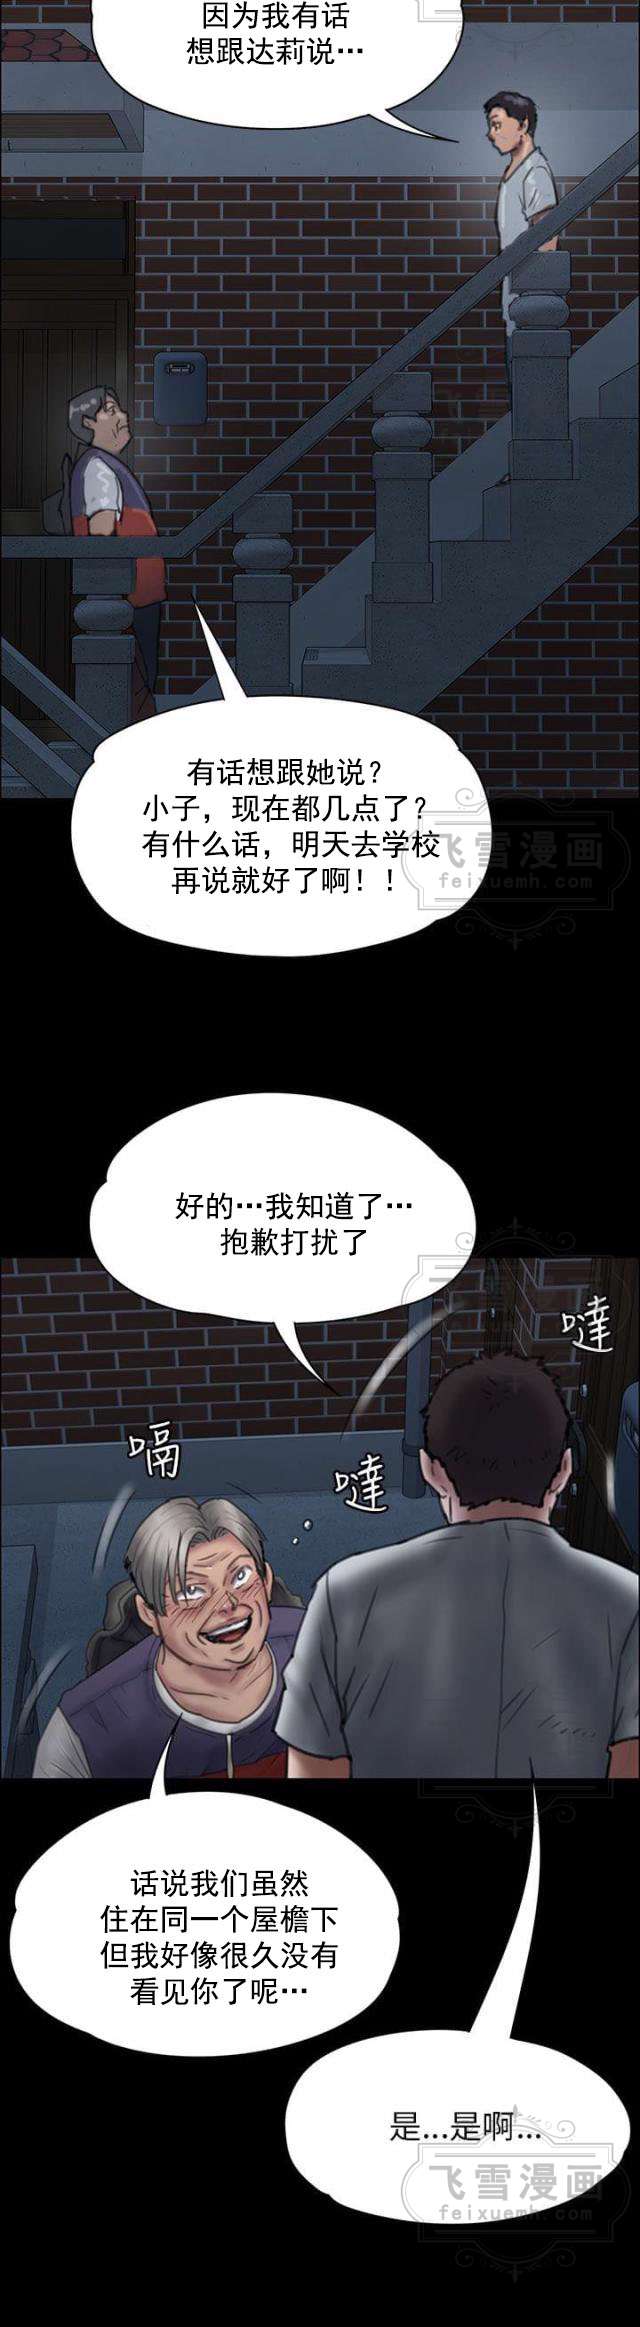 因为我有话
想跟达莉说…
有话想跟她说？
小子，现在都几点了？
有什么话，明天去学校
再说就好了啊！！
飞雪漫画
feixuemh.com
好的…我知道了…
抱歉打扰了
噠
嗝
噠
话说我们虽然
住在同一个屋檐下
但我好像很久没有
看见你了呢…
是...是啊...
飞雪漫画
feixuemh.com